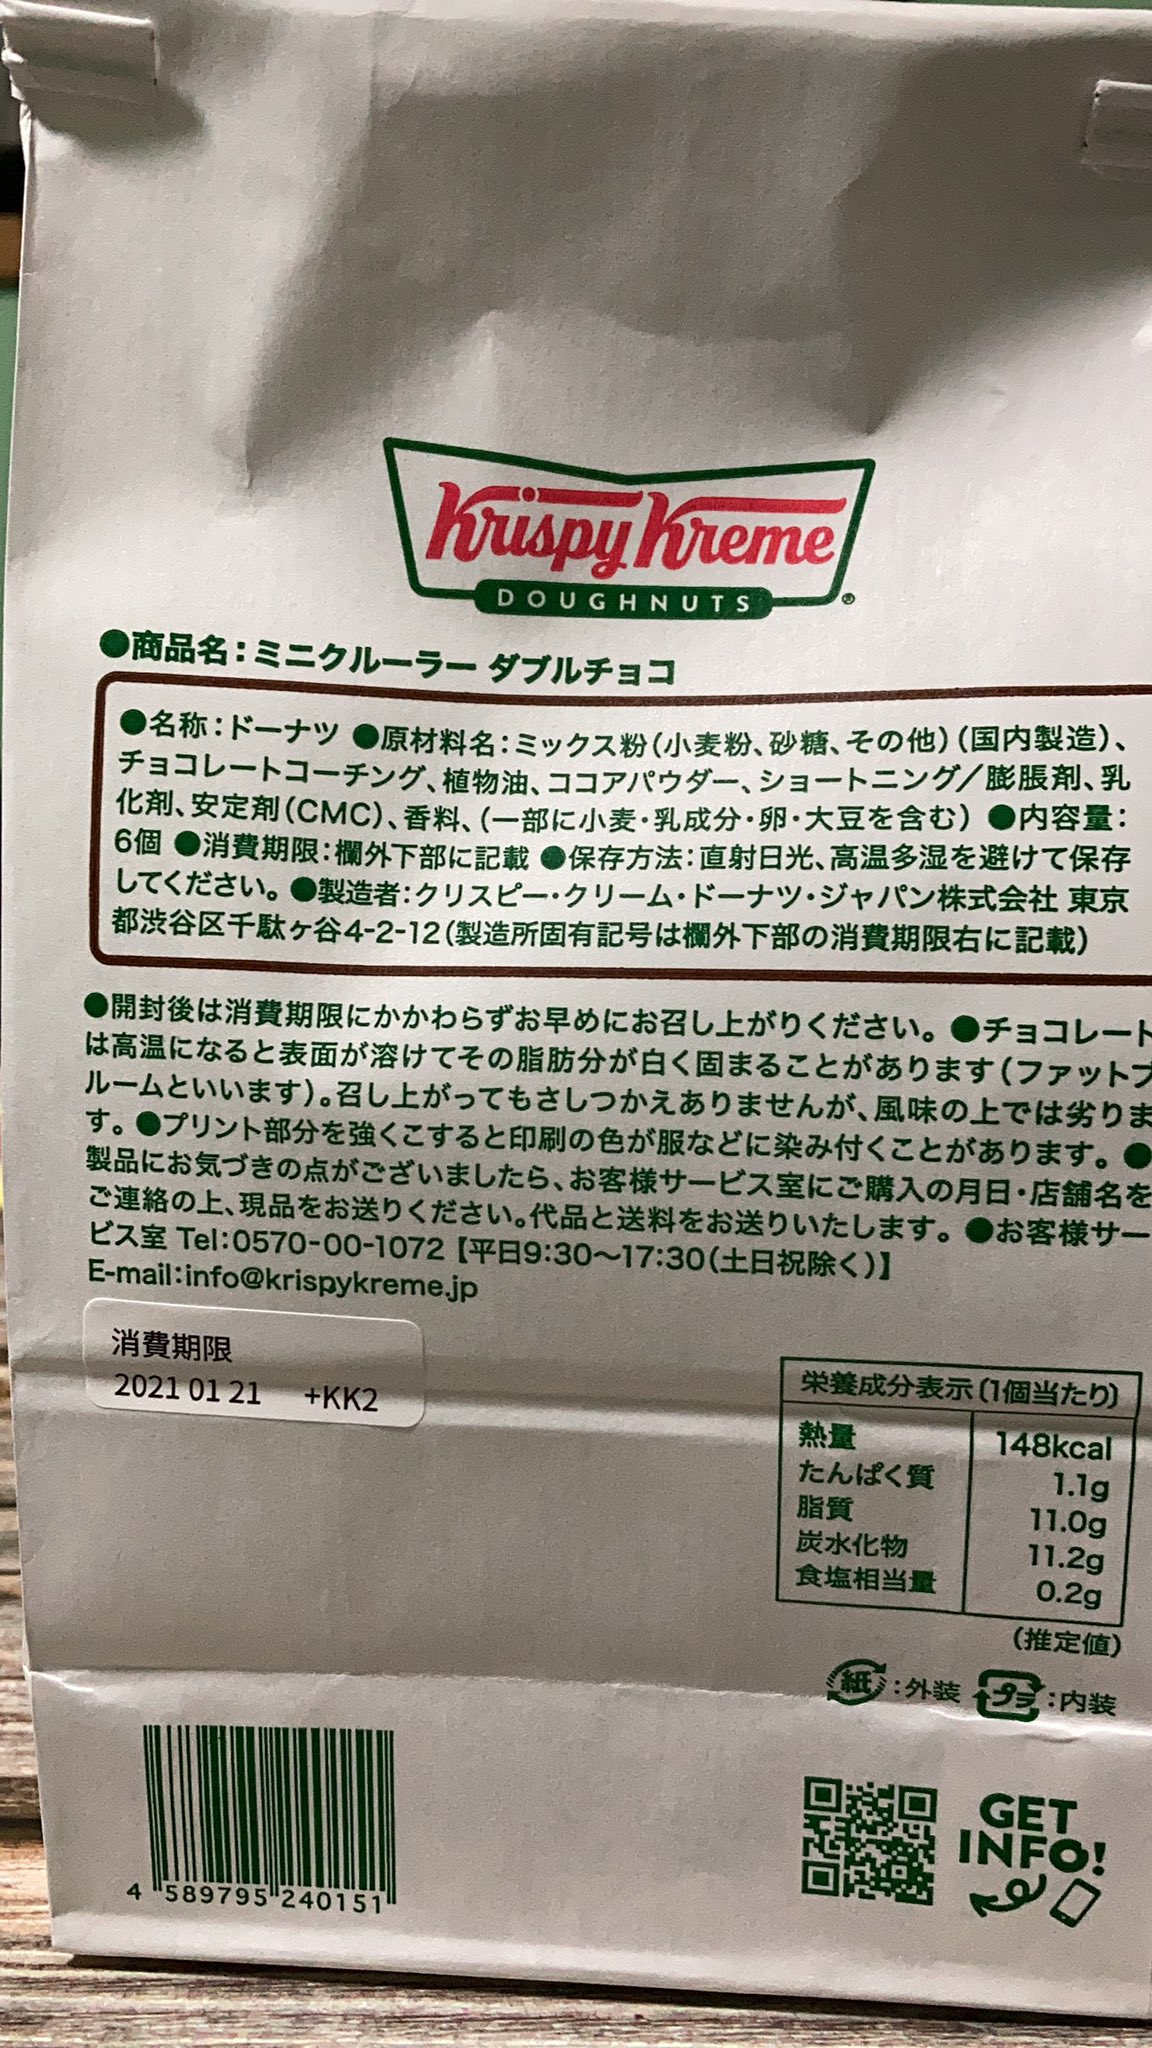 Krispy Kreme
DOUGHNUTS
®
●商品名：ミニクルーラー ダブルチョコ
●名称：ドーナツ ●原材料名：ミックス粉（小麦粉、砂糖、その他）（国内製造）、
チョコレートコーチング、植物油、ココアパウダー、ショートニング／膨脹剤、乳
化剤、安定剤（CMC）、香料、（一部に小麦・乳成分・卵・大豆を含む） ●内容量：
6個 ●消費期限：欄外下部に記載 ●保存方法：直射日光、高温多湿を避けて保存
してください。 ●製造者：クリスピー・クリーム・ドーナツ・ジャパン株式会社 東京
都渋谷区千駄ヶ谷4-2-12（製造所固有記号は欄外下部の消費期限右に記載）
●開封後は消費期限にかかわらずお早めにお召し上がりください。 ●チョコレート
は高温になると表面が溶けてその脂肪分が白く固まることがあります（ファットブ
ルームといいます）。召し上がってもさしつかえありませんが、風味の上では劣りま
す。 ●プリント部分を強くこすると印刷の色が服などに染み付くことがあります。 ●
製品にお気づきの点がございましたら、お客様サービス室にご購入の月日・店舗名を
ご連絡の上、現品をお送りください。代品と送料をお送りいたします。 ●お客様サー
ビス室 Tel：0570-00-1072【平日9：30〜17：30（土日祝除く）】
E-mail：info@krispykreme.jp
消費期限
2021 01 21 +KK2
栄養成分表示（1個当たり）
熱量 148kcal
たんぱく質 1.1g
脂質 11.0g
炭水化物 11.2g
食塩相当量 0.2g
（推定値）
紙：外装 プラ：内装
GET
INFO!
4 589795 240151